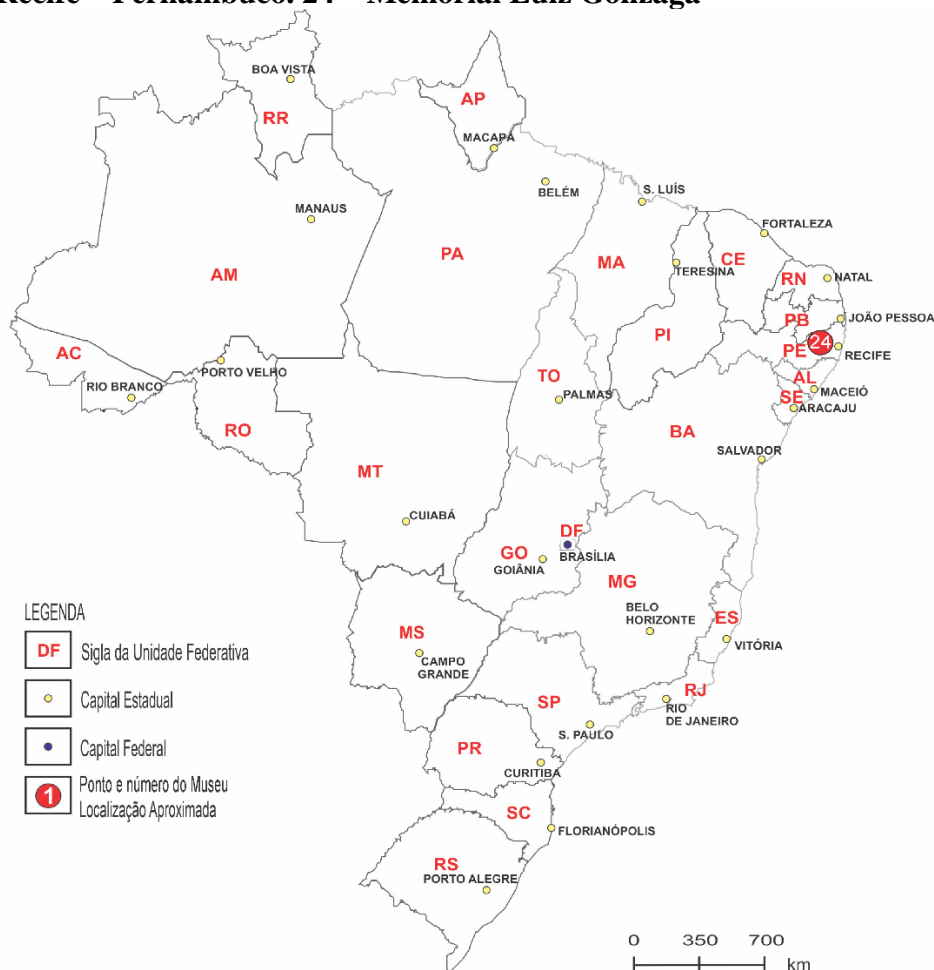 Recife – Pernambuco. 24 – Memorial Luiz Gonzaga
BOA VISTA
RR
AP
MACAPÁ
BELÉM
S. LUÍS
MANAUS
FORTALEZA
AM
PA
MA
TERESINA
CE
RN
NATAL
PB
JOÃO PESSOA
PI
PE
24
RECIFE
AC
PORTO VELHO
RIO BRANCO
TO
PALMAS
AL
MACEIÓ
SE
ARACAJU
RO
BA
MT
SALVADOR
CUIABÁ
DF
BRASÍLIA
GO
GOIÂNIA
MG
BELO
HORIZONTE
ES
VITÓRIA
MS
CAMPO
GRANDE
SP
RJ
RIO
DE JANEIRO
S. PAULO
PR
CURITIBA
SC
FLORIANÓPOLIS
RS
PORTO ALEGRE
LEGENDA
DF Sigla da Unidade Federativa
Capital Estadual
Capital Federal
1 Ponto e número do Museu
Localização Aproximada
0 350 700
km